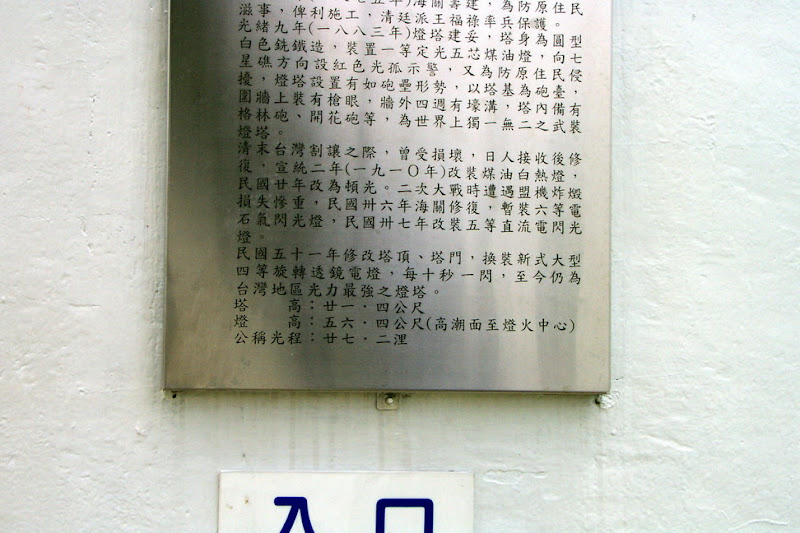 七五年)海關籌建，為防原住民
滋事，俾利施工，清廷派王福祿率兵保護。
光緒九年(一八八三年)燈塔建妥，塔身為圓型
白色銑鐵造，裝置一等定光五芯煤油燈，向七
星礁方向設紅色光弧示警，又為防原住民侵
擾，燈塔設置有如砲壘形勢，以塔基為砲臺，
圍牆上裝有槍眼，牆外四週有壕溝，塔內備有
格林砲、開花砲等，為世界上獨一無二之武裝
燈塔。
清末台灣割讓之際，曾受損壞，日人接收後修
復，宣統二年(一九一〇年)改裝煤油白熱燈，
民國廿年改為頓光。二次大戰時遭遇盟機炸燬
損失慘重，民國卅六年海關修復，暫裝六等電
石氣閃光燈，民國卅七年改裝五等直流電閃光
燈。
民國五十一年修改塔頂、塔門，換裝新式大型
四等旋轉透鏡電燈，每十秒一閃，至今仍為
台灣地區光力最強之燈塔。
塔　　高：廿一．四公尺
燈　　高：五六．四公尺(高潮面至燈火中心)
公稱光程：廿七．二浬
入口